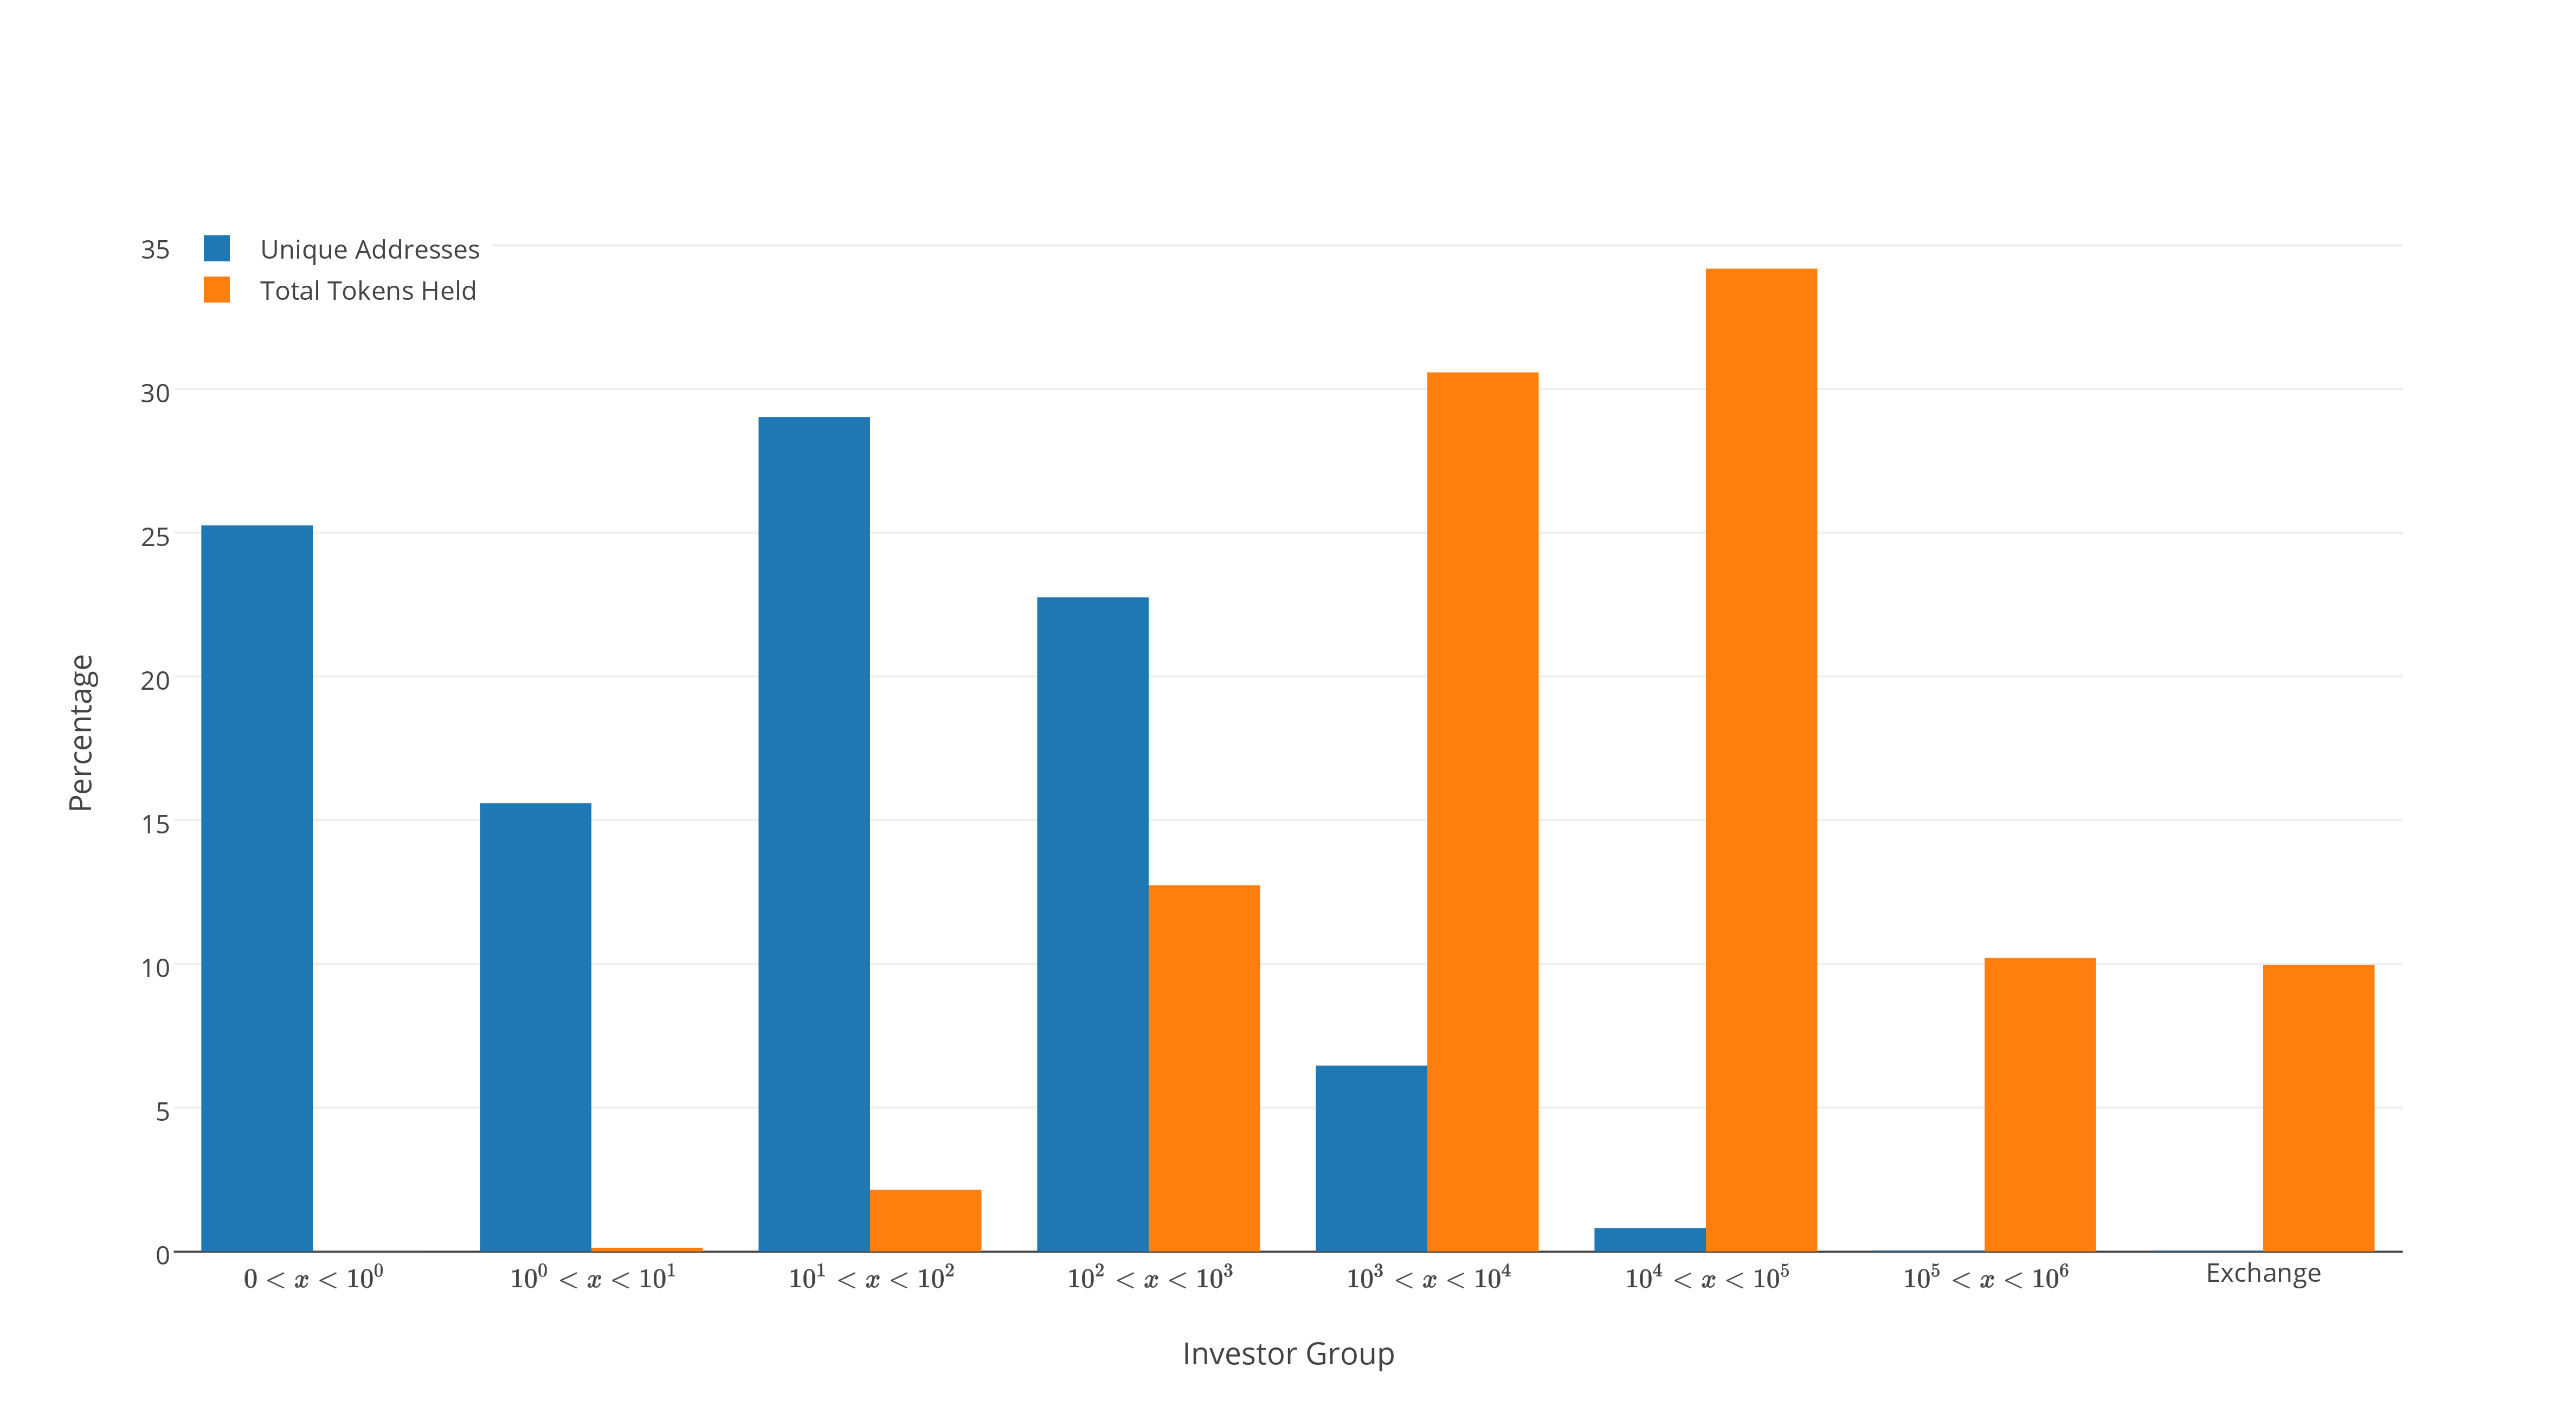 Unique Addresses
Total Tokens Held
35
30
25
20
15
10
5
0
Percentage
0 < x < 10⁰
10⁰ < x < 10¹
10¹ < x < 10²
10² < x < 10³
10³ < x < 10⁴
10⁴ < x < 10⁵
10⁵ < x < 10⁶
Exchange
Investor Group